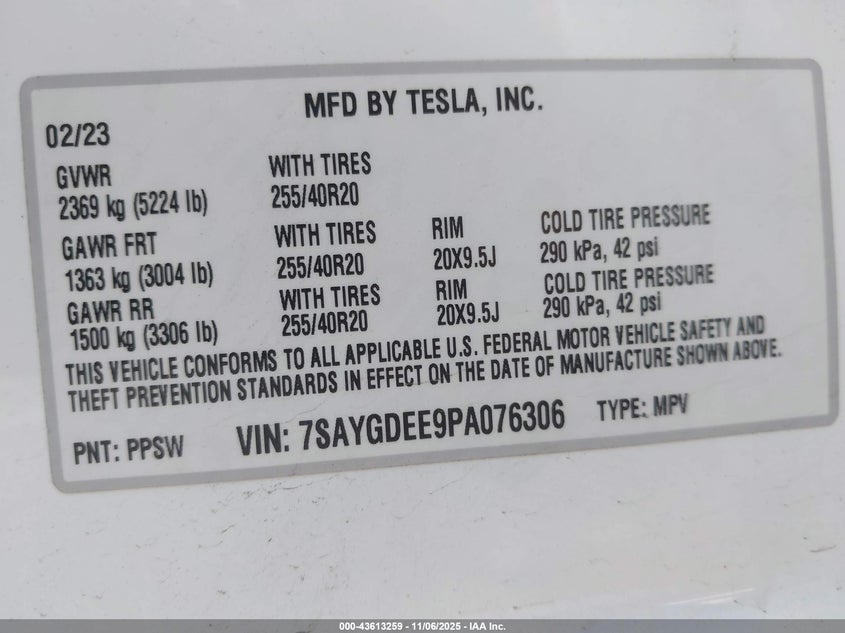 MFD BY TESLA, INC.
02/23
GVWR WITH TIRES
2369 kg (5224 lb) 255/40R20
GAWR FRT WITH TIRES RIM COLD TIRE PRESSURE
1363 kg (3004 lb) 255/40R20 20X9.5J 290 kPa, 42 psi
GAWR RR WITH TIRES RIM COLD TIRE PRESSURE
1500 kg (3306 lb) 255/40R20 20X9.5J 290 kPa, 42 psi
THIS VEHICLE CONFORMS TO ALL APPLICABLE U.S. FEDERAL MOTOR VEHICLE SAFETY AND
THEFT PREVENTION STANDARDS IN EFFECT ON THE DATE OF MANUFACTURE SHOWN ABOVE.
PNT: PPSW VIN: 7SAYGDEE9PA076306 TYPE: MPV
000-43613259 - 11/06/2025 - IAA Inc.